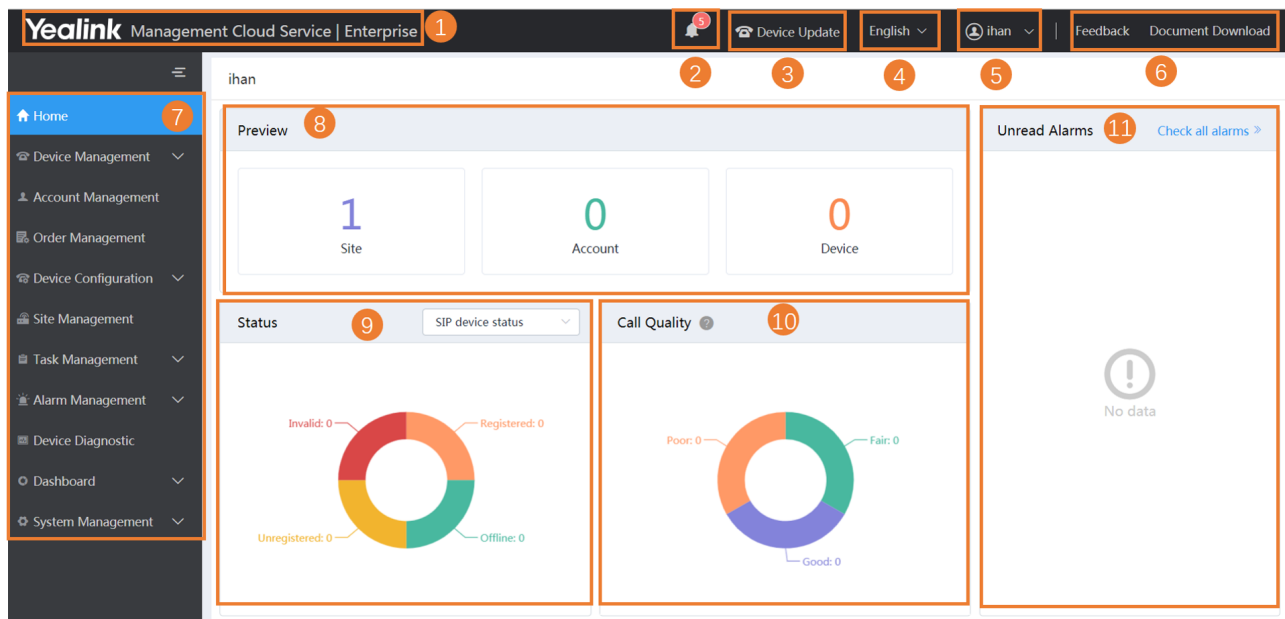 Yealink Management Cloud Service | Enterprise 1
5
Device Update
English
ihan
Feedback Document Download
2
3
4
5
6
ihan
Home 7
Device Management
Account Management
Order Management
Device Configuration
Site Management
Task Management
Alarm Management
Device Diagnostic
Dashboard
System Management
Preview 8
1
Site
0
Account
0
Device
Status 9 SIP device status
Invalid: 0
Registered: 0
Unregistered: 0
Offline: 0
Call Quality ? 10
Poor: 0
Fair: 0
Good: 0
Unread Alarms 11 Check all alarms »
No data